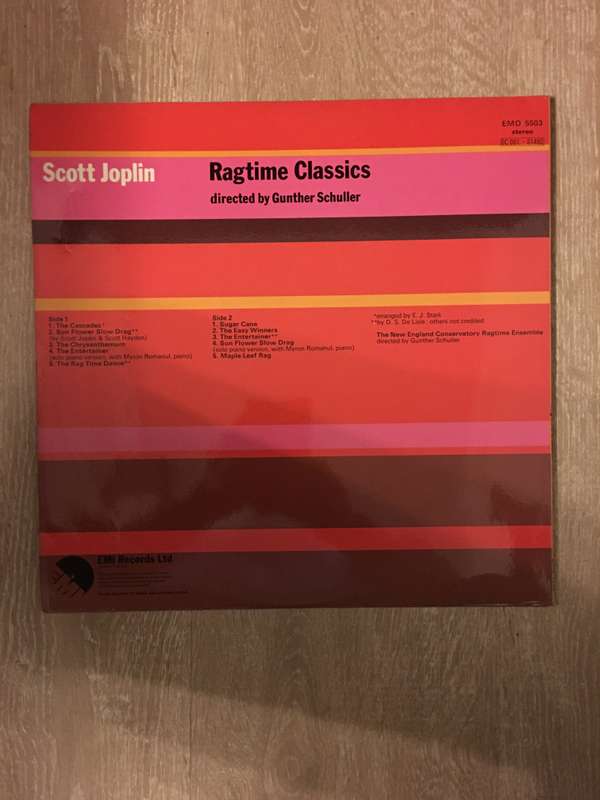 EMD 5503
stereo
Scott Joplin
Ragtime Classics
directed by Gunther Schuller
Side 1
1. The Cascades*
2. Sun Flower Slow Drag**
(by Scott Joplin & Scott Hayden)
3. The Chrysanthemum
4. The Entertainer
(solo piano version, with Myron Romanul, piano)
5. The Rag Time Dance**
Side 2
1. Sugar Cane
2. The Easy Winners
3. The Entertainer**
4. Sun Flower Slow Drag
(solo piano version, with Myron Romanul, piano)
5. Maple Leaf Rag
*arranged by E. J. Stark
**by D. S. De Lisle: others not credited
The New England Conservatory Ragtime Ensemble
directed by Gunther Schuller
EMI
EMI Records Ltd